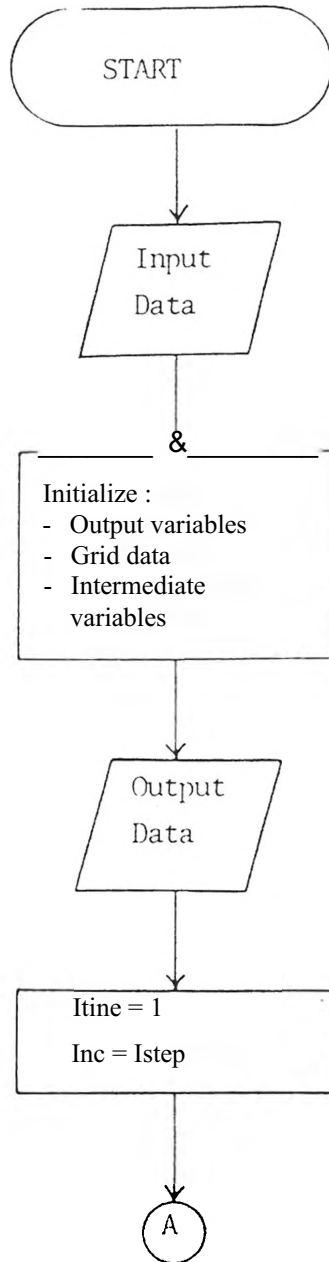 START
Input
Data
&
Initialize :
- Output variables
- Grid data
- Intermediate
variables
Output
Data
Itine = 1
Inc = Istep
A